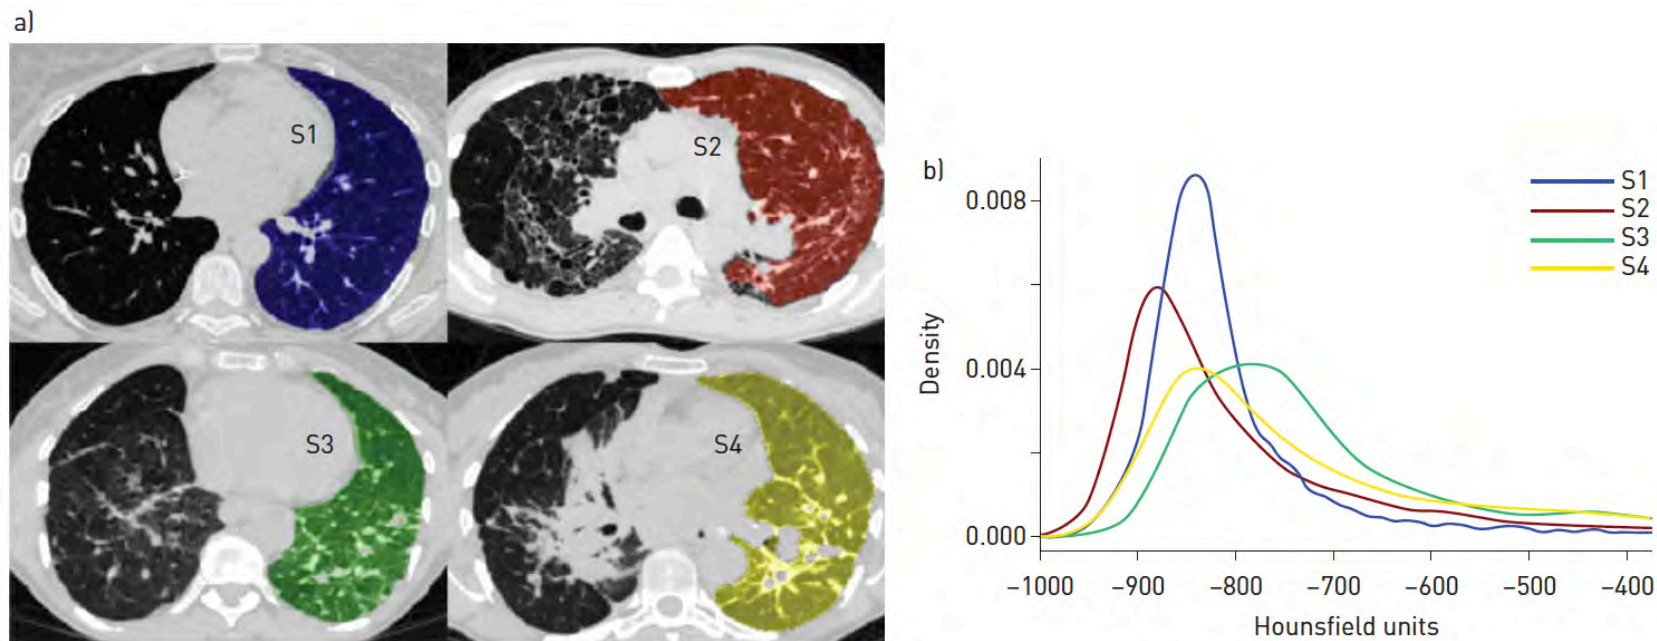 a)
S1
S2
S3
S4
b)
Density
0.008
0.004
0.000
S1
S2
S3
S4
−1000 −900 −800 −700 −600 −500 −400
Hounsfield units